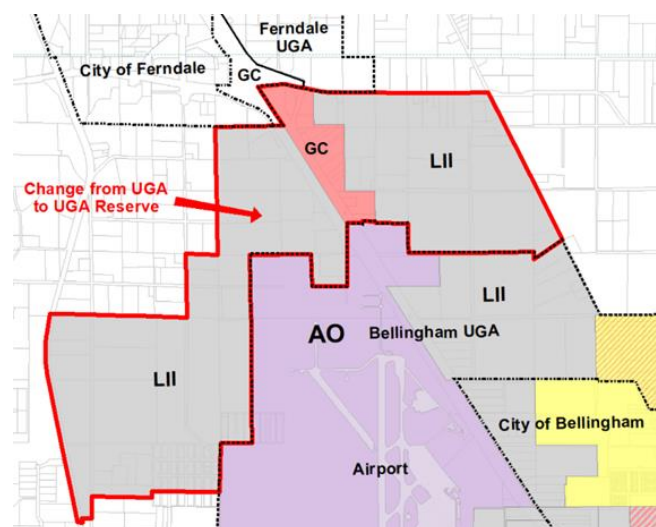 Ferndale
UGA
City of Ferndale
GC
GC
LII
Change from UGA
to UGA Reserve
LII
AO
Bellingham UGA
LII
City of Bellingham
Airport